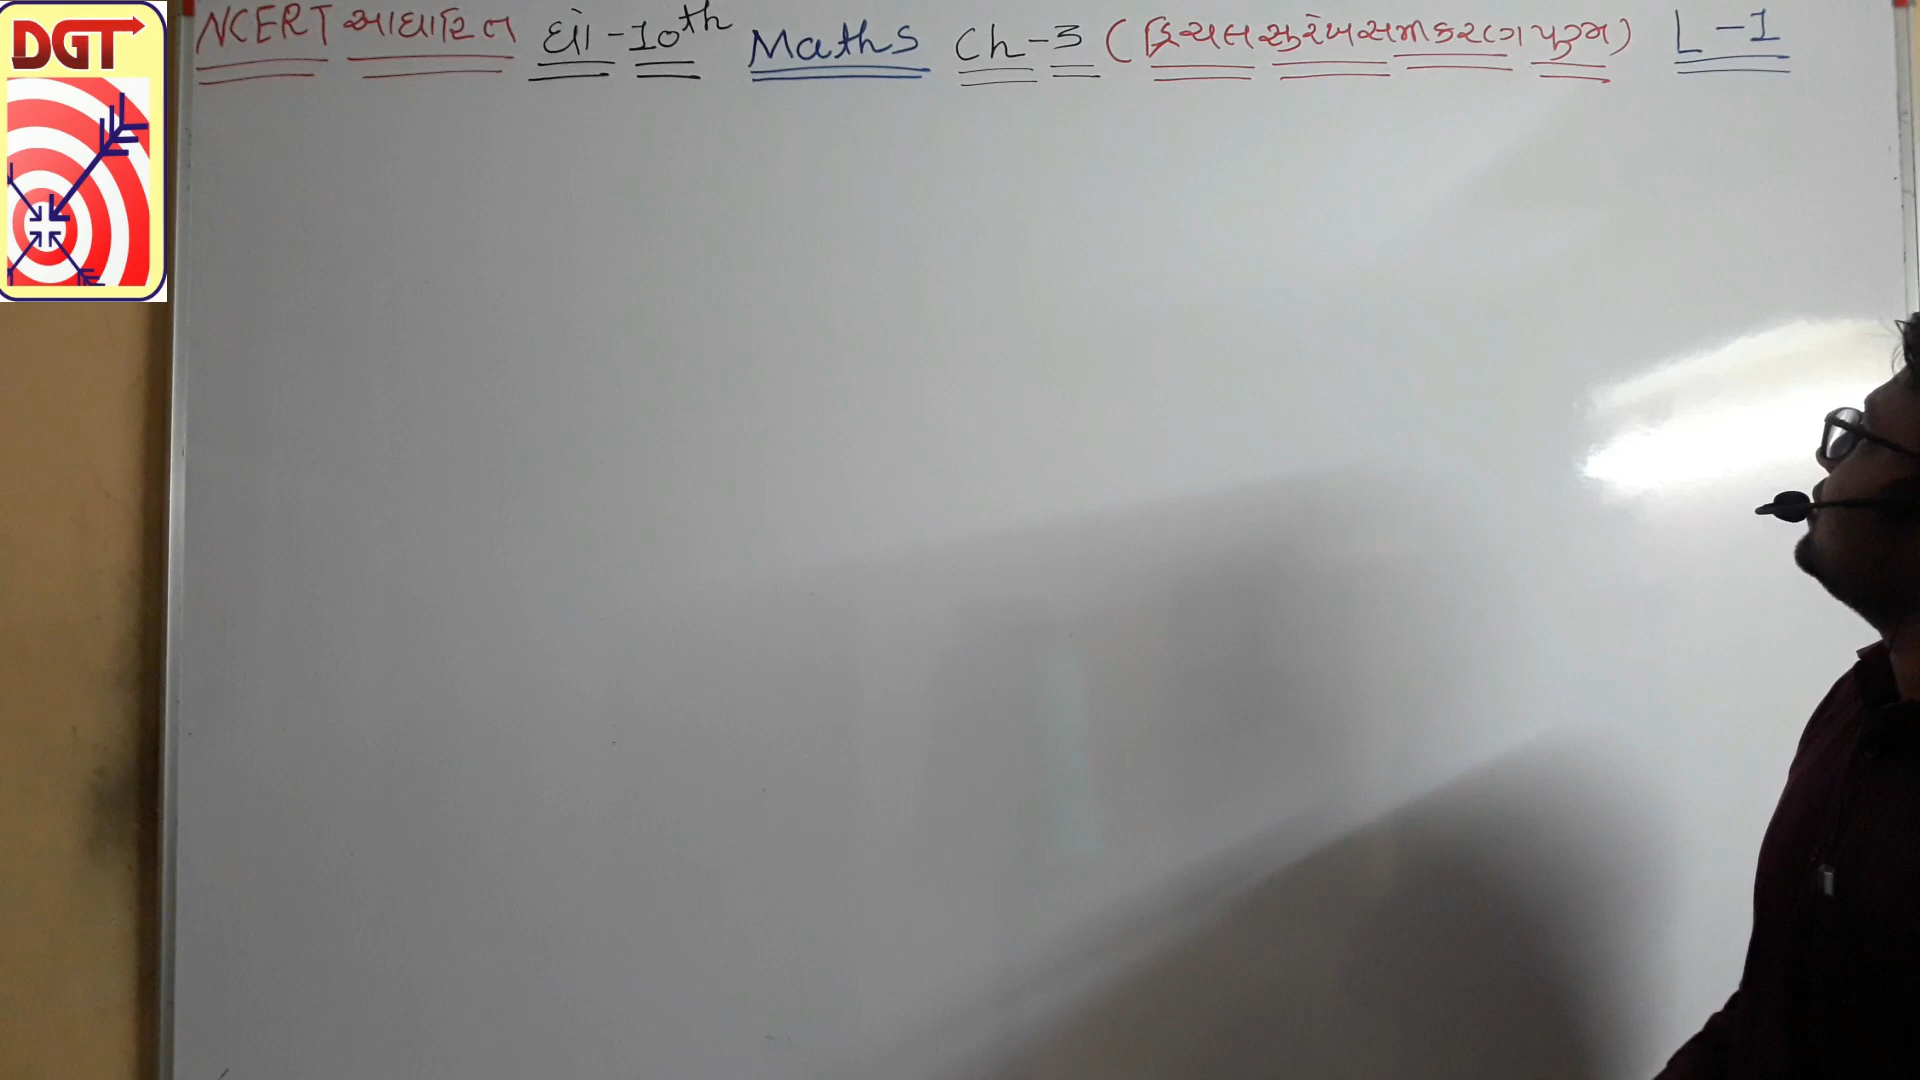 DGT
NCERT આધારિત ધો-10th Maths Ch-3 (દ્વિચલ સુરેખ સમીકરણ યુગ્મ) L-1